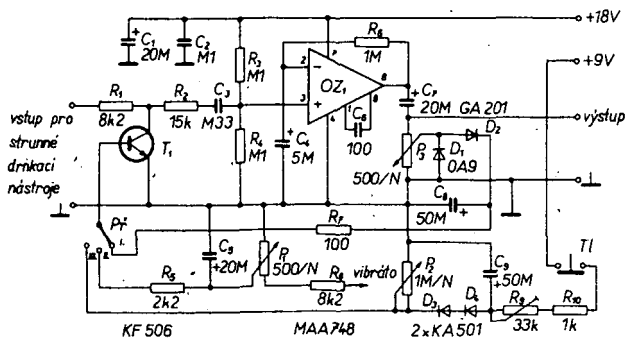 +18V
+9V
C1
20M
C2
M1
R3
M1
R6
1M
2
3
4
7
6
8
1
OZ1
C7
20M
GA 201
výstup
R1
8k2
R2
15k
C3
M33
vstup pro
strunné
drnkací
nástroje
T1
R4
M1
C4
5M
C6
100
P3
500/N
D1
0A9
D2
C8
50M
Př
R7
100
C5
20M
P1
500/N
R5
2k2
R8
8k2
vibráto
P2
1M/N
C9
50M
D3
D4
R9
33k
R10
1k
Tl
KF 506
MAA748
2×KA501